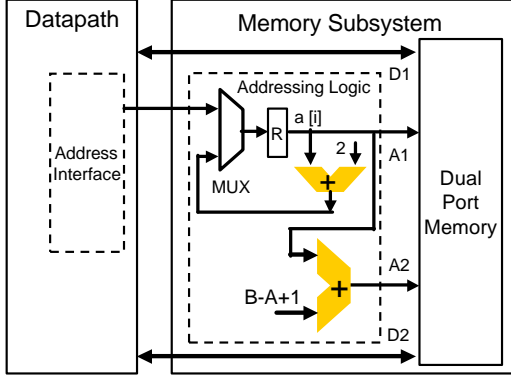 Datapath
Memory Subsystem
D1
Addressing Logic
a [i]
R
A1
2
Address
Interface
MUX
+
Dual
Port
Memory
A2
+
B-A+1
D2